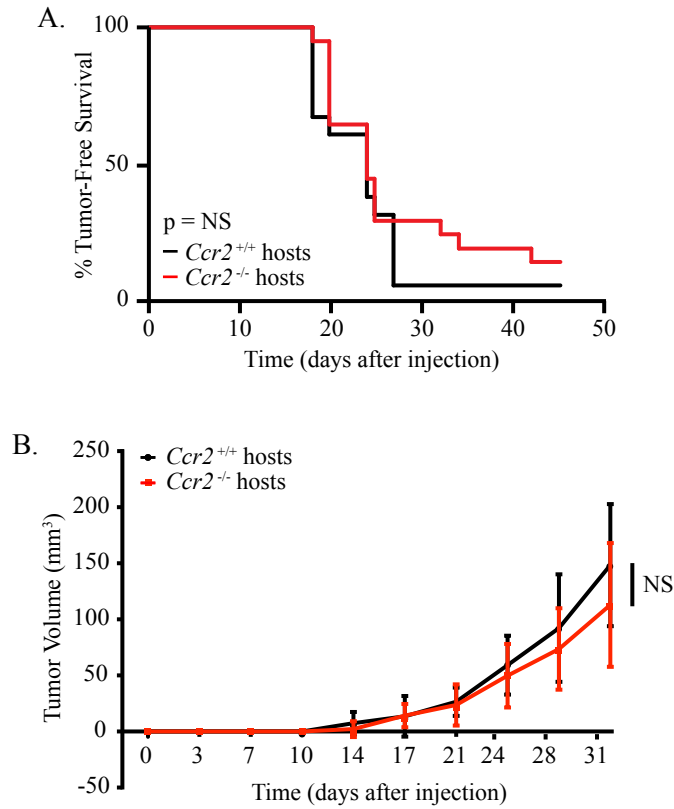 A.
% Tumor-Free Survival
100
50
0
p = NS
Ccr2 +/+ hosts
Ccr2 -/- hosts
0 10 20 30 40 50
Time (days after injection)
B.
Tumor Volume (mm³)
250
200
150
100
50
0
-50
Ccr2 +/+ hosts
Ccr2 -/- hosts
NS
0 3 7 10 14 17 21 24 28 31
Time (days after injection)